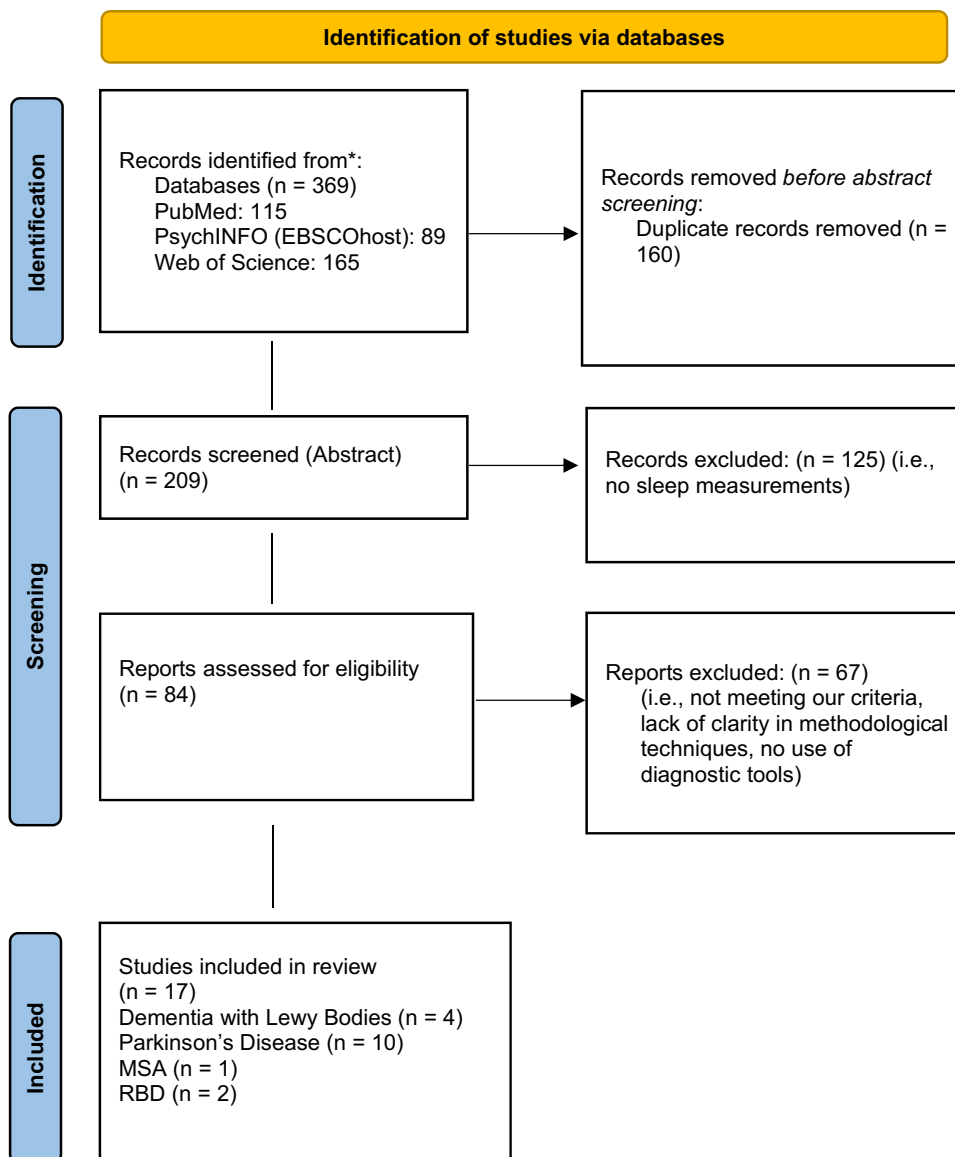 Identification of studies via databases
Identification
Records identified from*:
Databases (n = 369)
PubMed: 115
PsychINFO (EBSCOhost): 89
Web of Science: 165
Records removed before abstract
screening:
Duplicate records removed (n =
160)
Screening
Records screened (Abstract)
(n = 209)
Records excluded: (n = 125) (i.e.,
no sleep measurements)
Reports assessed for eligibility
(n = 84)
Reports excluded: (n = 67)
(i.e., not meeting our criteria,
lack of clarity in methodological
techniques, no use of
diagnostic tools)
Included
Studies included in review
(n = 17)
Dementia with Lewy Bodies (n = 4)
Parkinson’s Disease (n = 10)
MSA (n = 1)
RBD (n = 2)